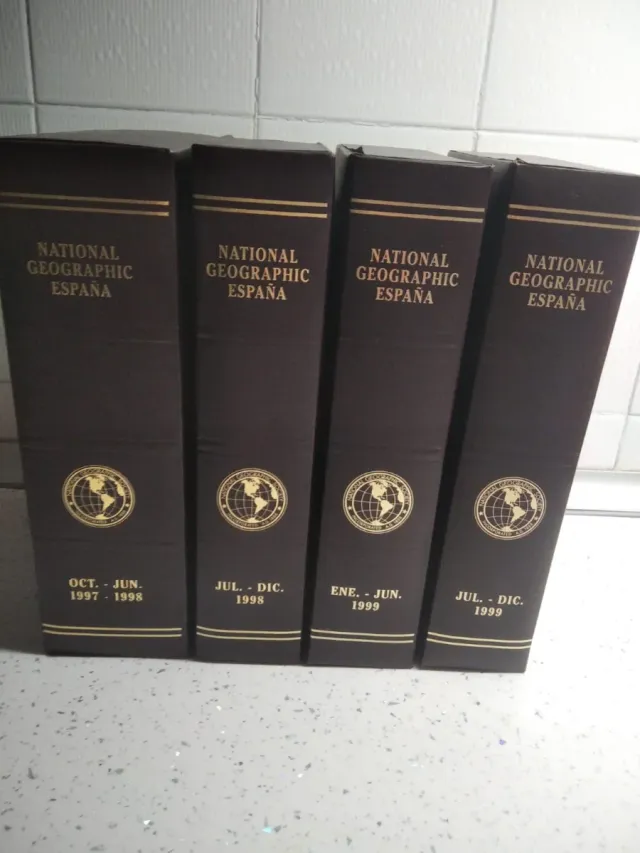 NATIONAL
GEOGRAPHIC
ESPAÑA
OCT. - JUN.
1997 - 1998
NATIONAL
GEOGRAPHIC
ESPAÑA
JUL. - DIC.
1998
NATIONAL
GEOGRAPHIC
ESPAÑA
ENE. - JUN.
1999
NATIONAL
GEOGRAPHIC
ESPAÑA
JUL. - DIC.
1999